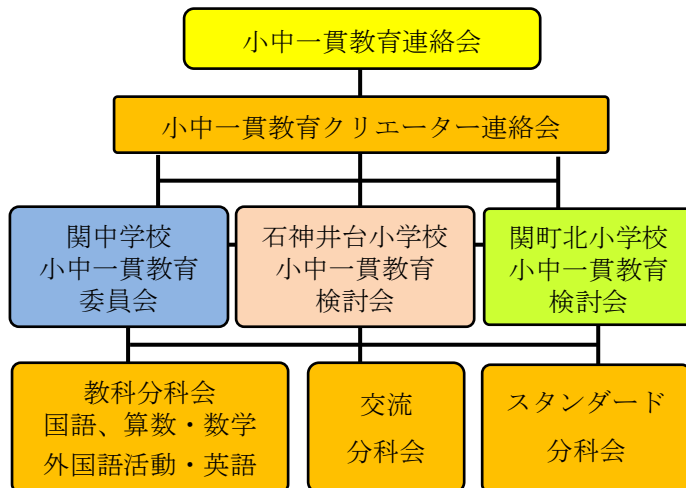 小中一貫教育連絡会
小中一貫教育クリエーター連絡会
関中学校
小中一貫教育
委員会
石神井台小学校
小中一貫教育
検討会
関町北小学校
小中一貫教育
検討会
教科分科会
国語、算数・数学
外国語活動・英語
交流
分科会
スタンダード
分科会